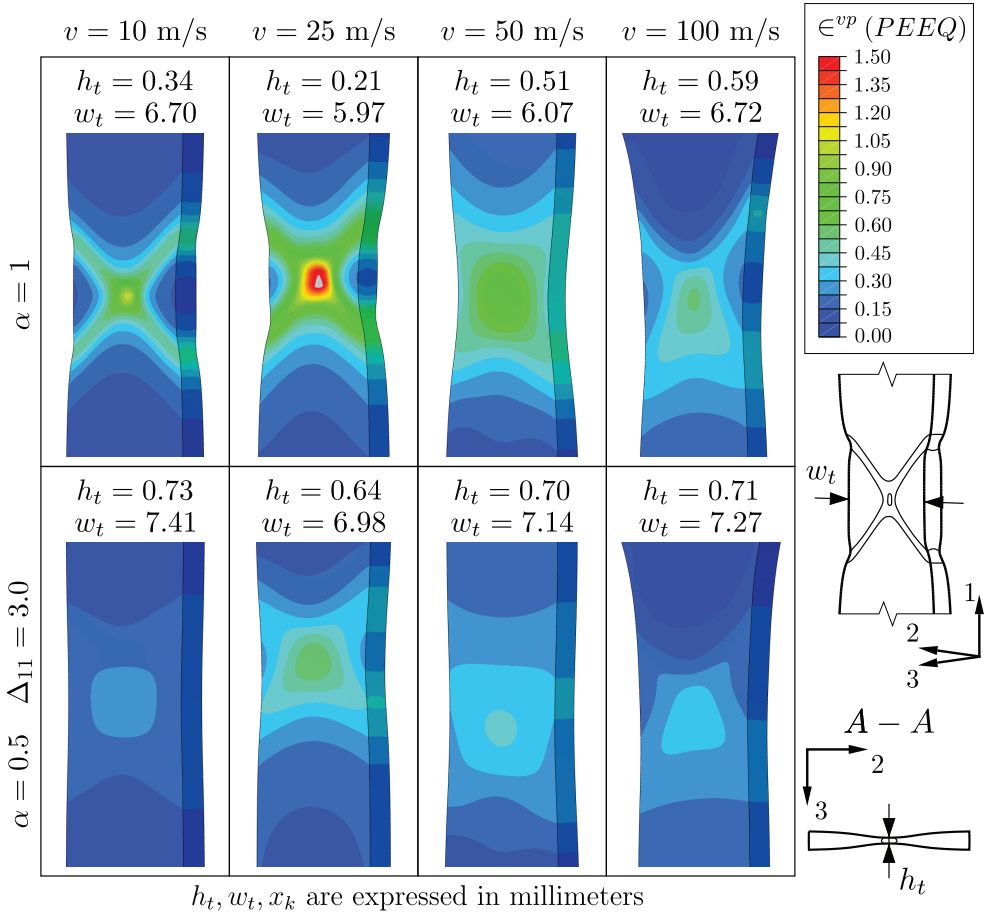 v = 10 m/s v = 25 m/s v = 50 m/s v = 100 m/s
∈^{vp} (PEEQ)
1.50
1.35
1.20
1.05
0.90
0.75
0.60
0.45
0.30
0.15
0.00
α = 1
h_t = 0.34 h_t = 0.21 h_t = 0.51 h_t = 0.59
w_t = 6.70 w_t = 5.97 w_t = 6.07 w_t = 6.72
α = 0.5 Δ_{11} = 3.0
h_t = 0.73 h_t = 0.64 h_t = 0.70 h_t = 0.71
w_t = 7.41 w_t = 6.98 w_t = 7.14 w_t = 7.27
w_t
1
2
3
A − A
2
3
h_t
h_t, w_t, x_k are expressed in millimeters